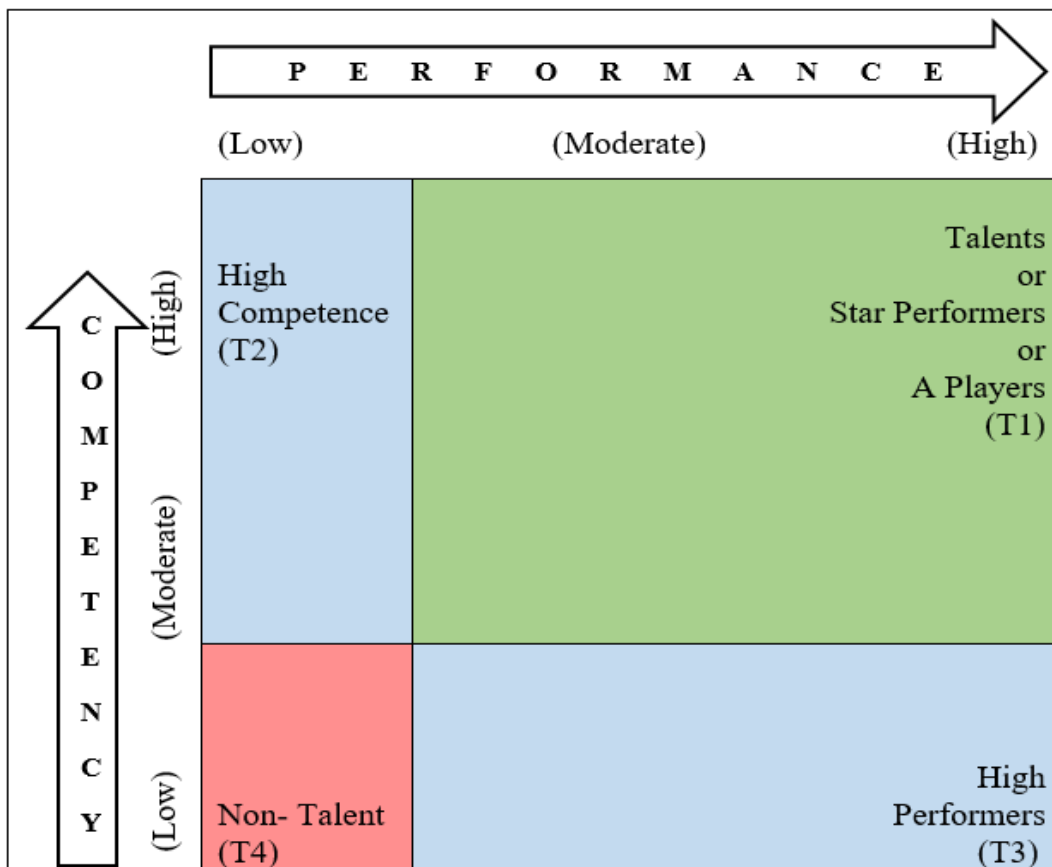 P E R F O R M A N C E
(Low) (Moderate) (High)
C O M P E T E N C Y
(High)
(Moderate)
(Low)
High
Competence
(T2)
Talents
or
Star Performers
or
A Players
(T1)
Non- Talent
(T4)
High
Performers
(T3)